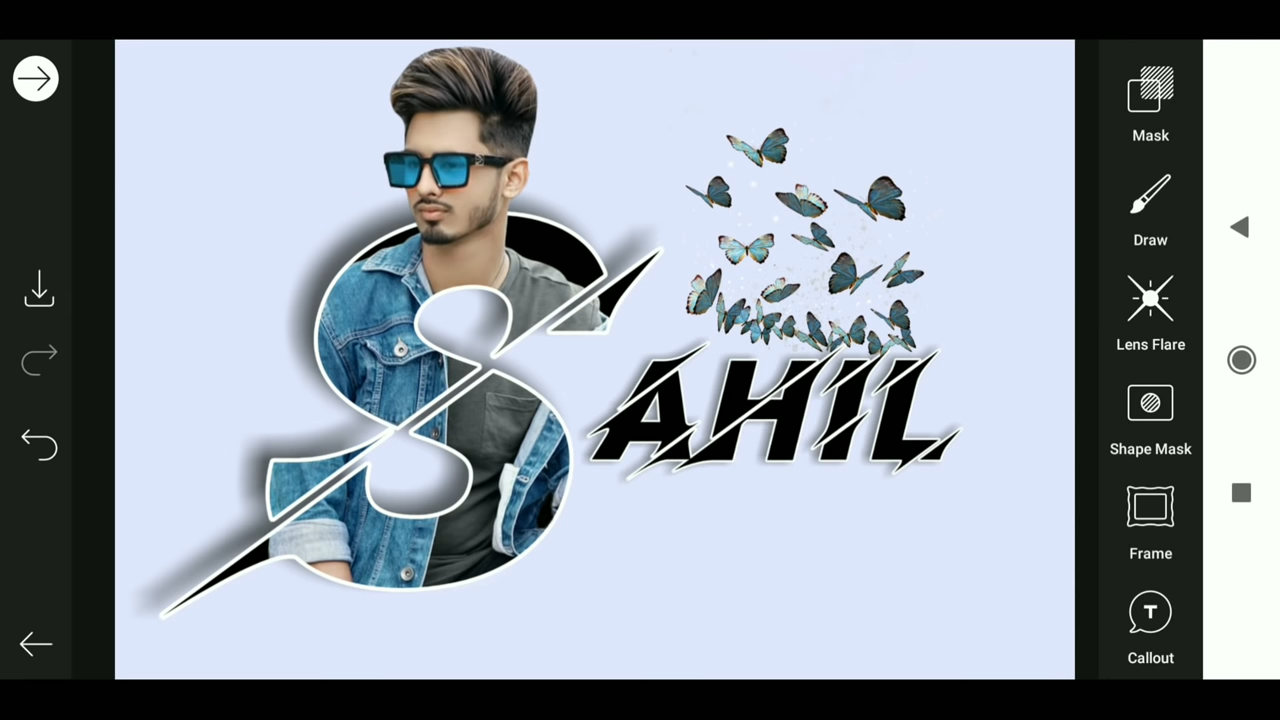 SAHIL
Mask
Draw
Lens Flare
Shape Mask
Frame
T
Callout